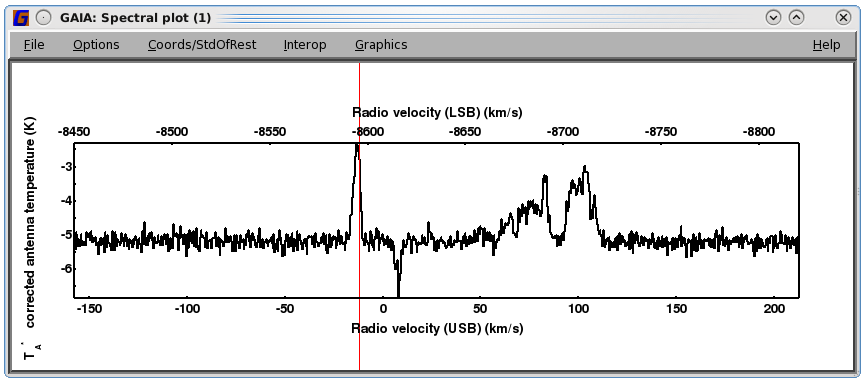 GAIA: Spectral plot (1)
File Options Coords/StdOfRest Interop Graphics Help
Radio velocity (LSB) (km/s)
-8450 -8500 -8550 -8600 -8650 -8700 -8750 -8800
T_A* corrected antenna temperature (K)
-3
-4
-5
-6
-150 -100 -50 0 50 100 150 200
Radio velocity (USB) (km/s)